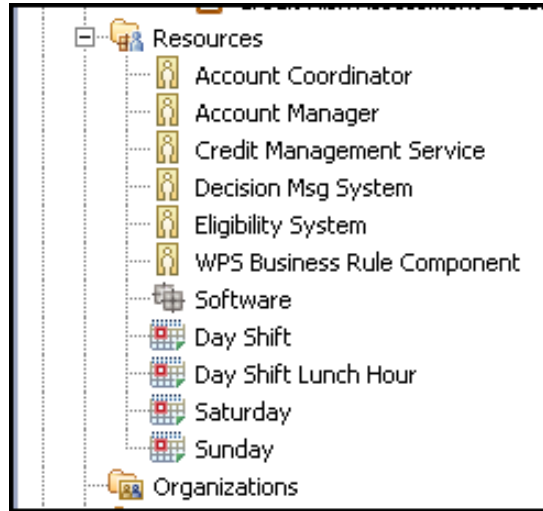 Resources
Account Coordinator
Account Manager
Credit Management Service
Decision Msg System
Eligibility System
WPS Business Rule Component
Software
Day Shift
Day Shift Lunch Hour
Saturday
Sunday
Organizations